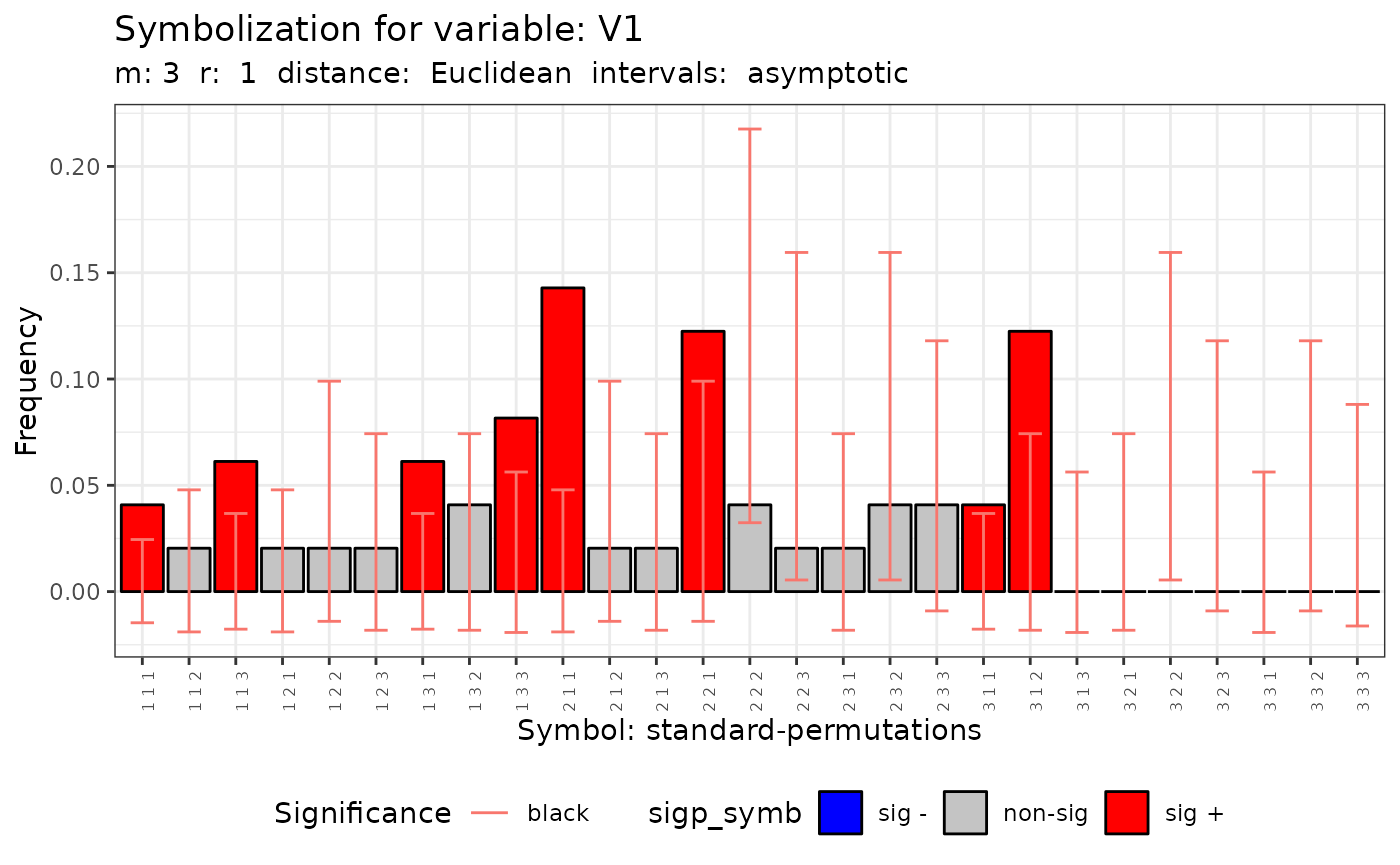 Symbolization for variable: V1
m: 3 r: 1 distance: Euclidean intervals: asymptotic
Frequency
0.20
0.15
0.10
0.05
0.00
1 1 1
1 1 2
1 1 3
1 2 1
1 2 2
1 2 3
1 3 1
1 3 2
1 3 3
2 1 1
2 1 2
2 1 3
2 2 1
2 2 2
2 2 3
2 3 1
2 3 2
2 3 3
3 1 1
3 1 2
3 1 3
3 2 1
3 2 2
3 2 3
3 3 1
3 3 2
3 3 3
Symbol: standard-permutations
Significance black sigp_symb sig - non-sig sig +